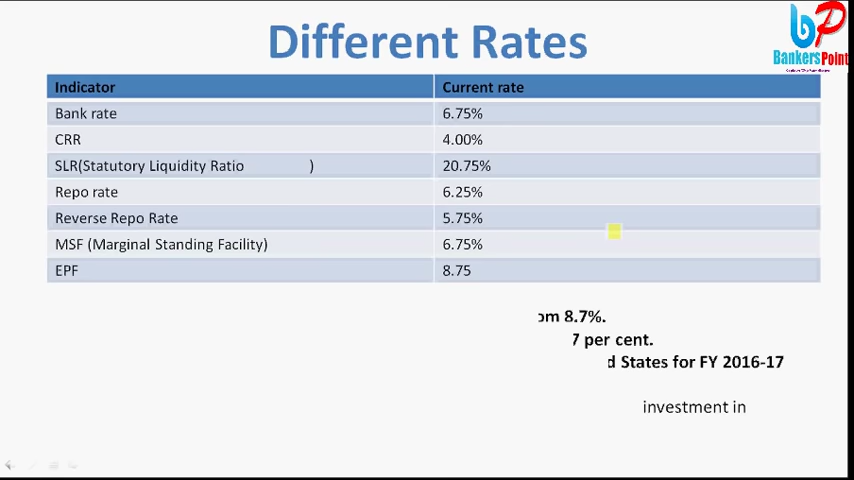 Different Rates
BankersPoint
Indicator Current rate
Bank rate 6.75%
CRR 4.00%
SLR(Statutory Liquidity Ratio ) 20.75%
Repo rate 6.25%
Reverse Repo Rate 5.75%
MSF (Marginal Standing Facility) 6.75%
EPF 8.75
om 8.7%.
7 per cent.
d States for FY 2016-17
investment in